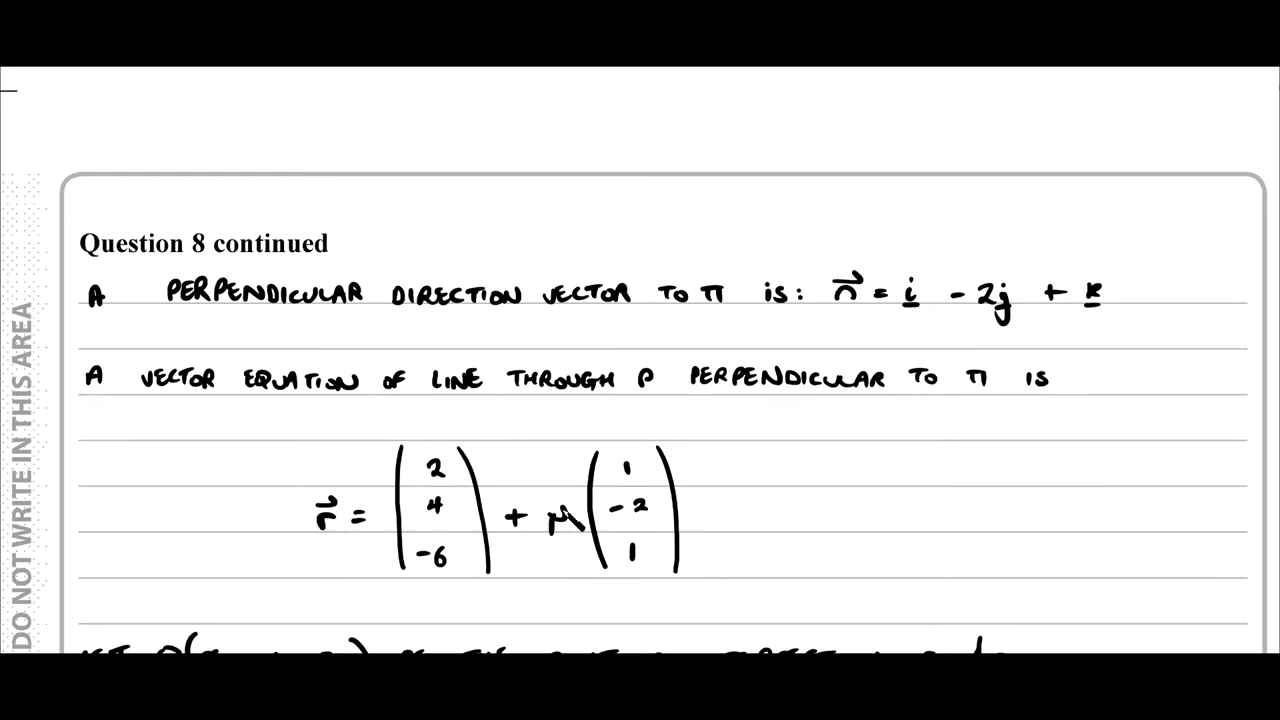 Question 8 continued
A PERPENDICULAR DIRECTION VECTOR TO Π IS: n⃗ = i - 2j + k
A VECTOR EQUATION OF LINE THROUGH P PERPENDICULAR TO Π IS
r⃗ = (2 4 -6) + μ (1 -2 1)
DO NOT WRITE IN THIS AREA